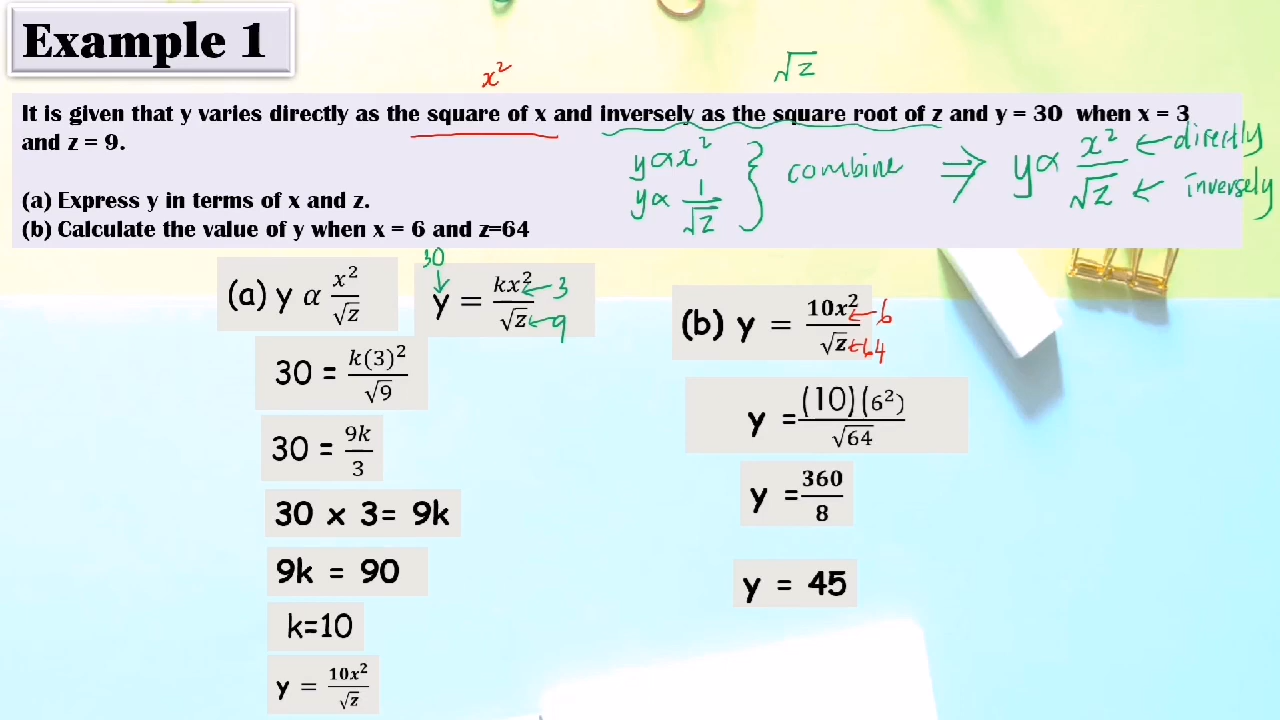 Example 1
x² √z
It is given that y varies directly as the square of x and inversely as the square root of z and y = 30 when x = 3
and z = 9.
y∝x²
y∝ 1/√z } combine ⇒ y∝ x²/√z ← directly ← inversely
(a) Express y in terms of x and z.
(b) Calculate the value of y when x = 6 and z=64
(a) y ∝ x²/√z
30
y = kx²/√z ← 3 ← 9
30 = k(3)²/√9
30 = 9k/3
30 x 3= 9k
9k = 90
k=10
y = 10x²/√z
(b) y = 10x²/√z ← 6 ← 64
y =(10)(6²)/√64
y =360/8
y = 45